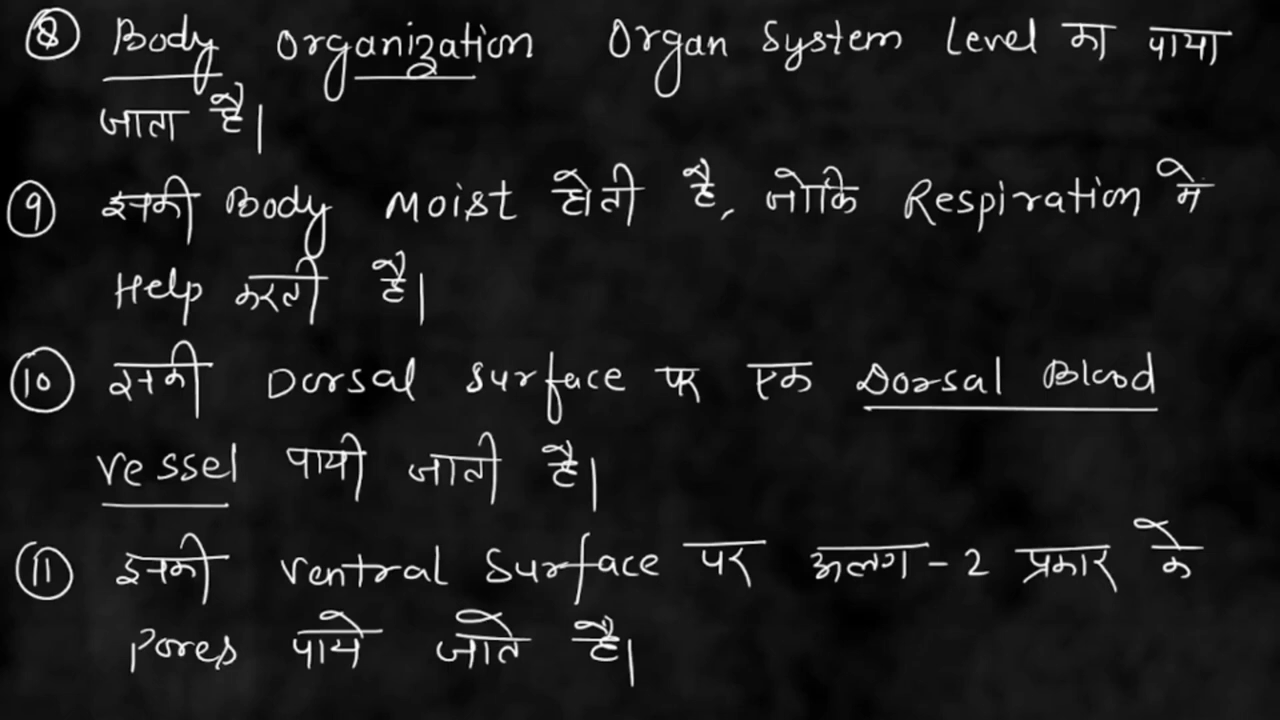 ⑧ Body Organization Organ System Level का पाया
जाता है।
⑨ इनकी Body Moist होती है, जोकि Respiration मे
Help करती है।
⑩ इनकी Dorsal Surface पर एक Dorsal Blood
Vessel पायी जाती है।
⑪ इनकी Ventral Surface पर अलग-2 प्रकार के
Pores पाये जाते है।